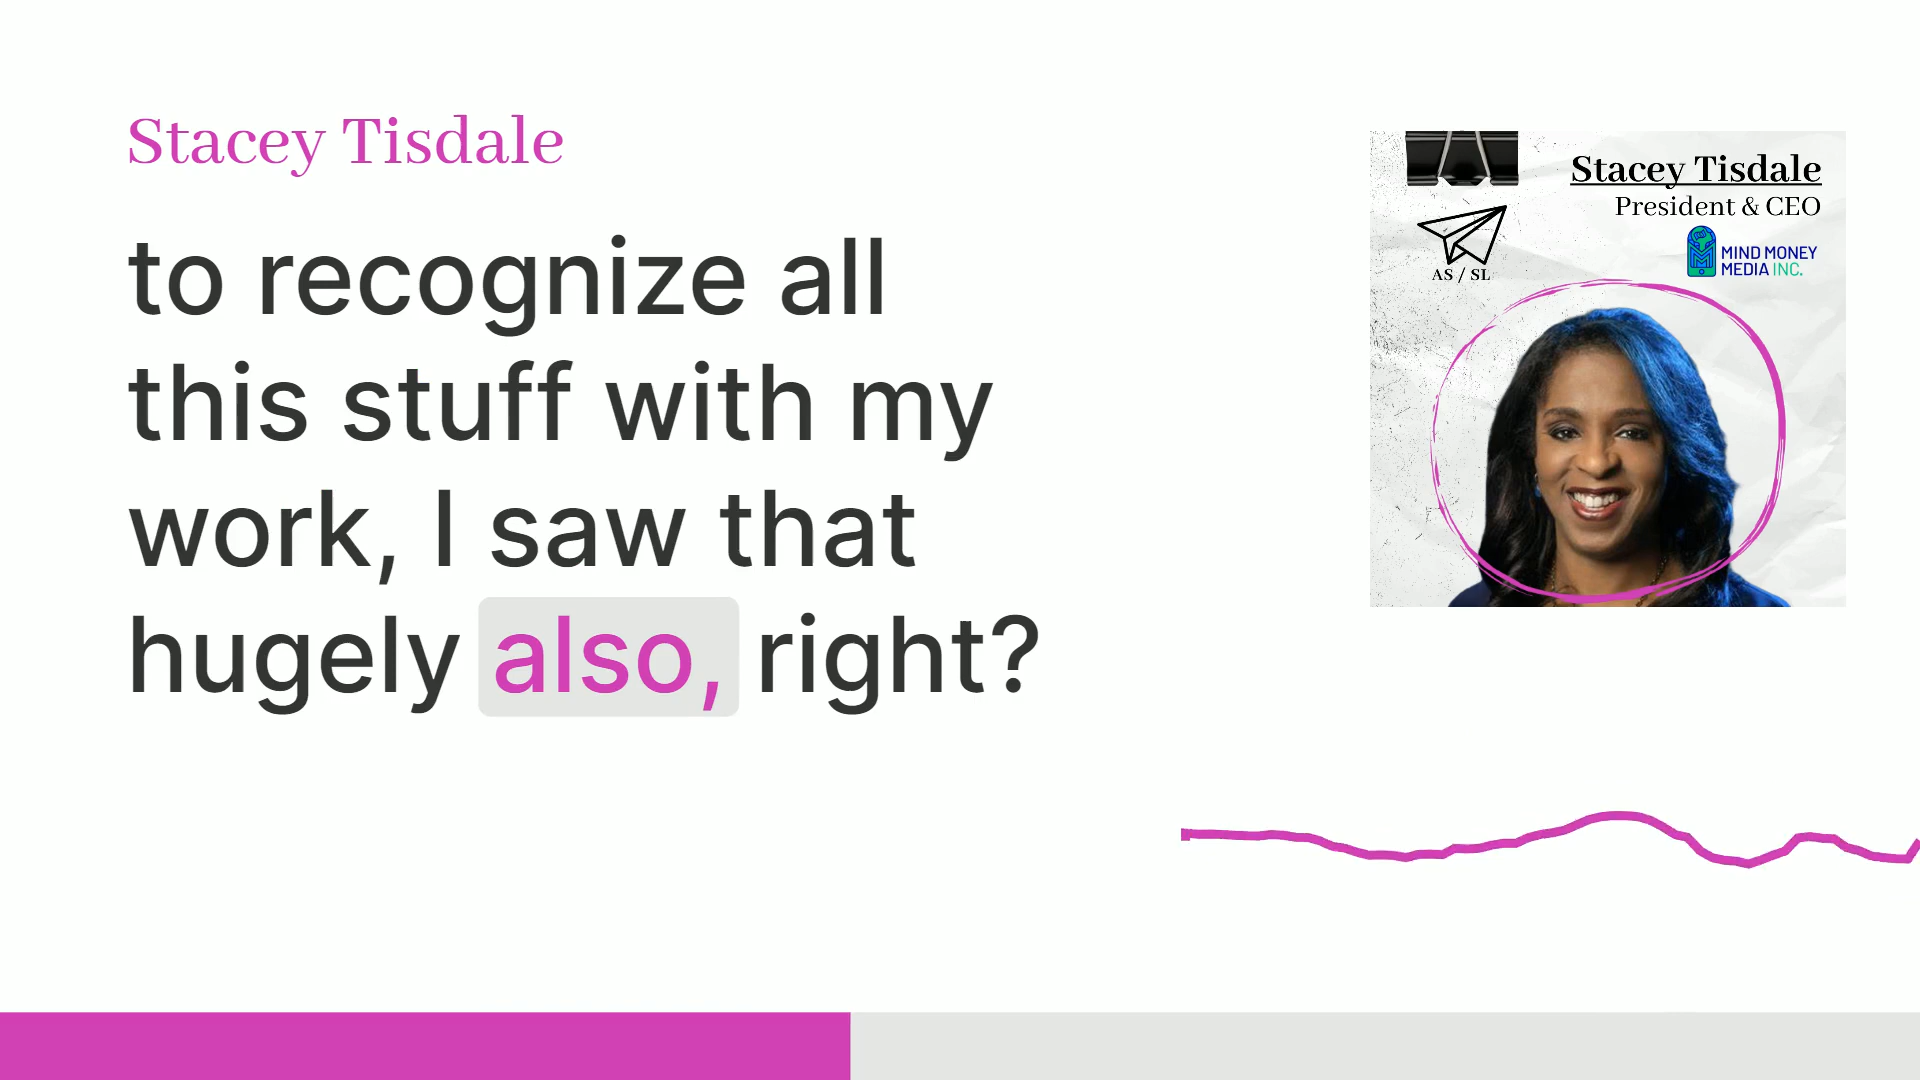 Stacey Tisdale
to recognize all
this stuff with my
work, I saw that
hugely also, right?
Stacey Tisdale
President & CEO
MIND MONEY
MEDIA INC.
AS / SL